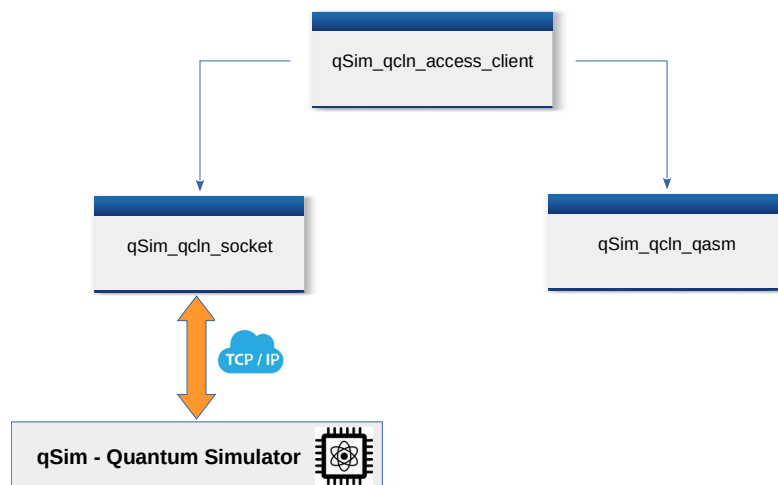 qSim_qcln_access_client
qSim_qcln_socket
qSim_qcln_qasm
TCP / IP
qSim - Quantum Simulator